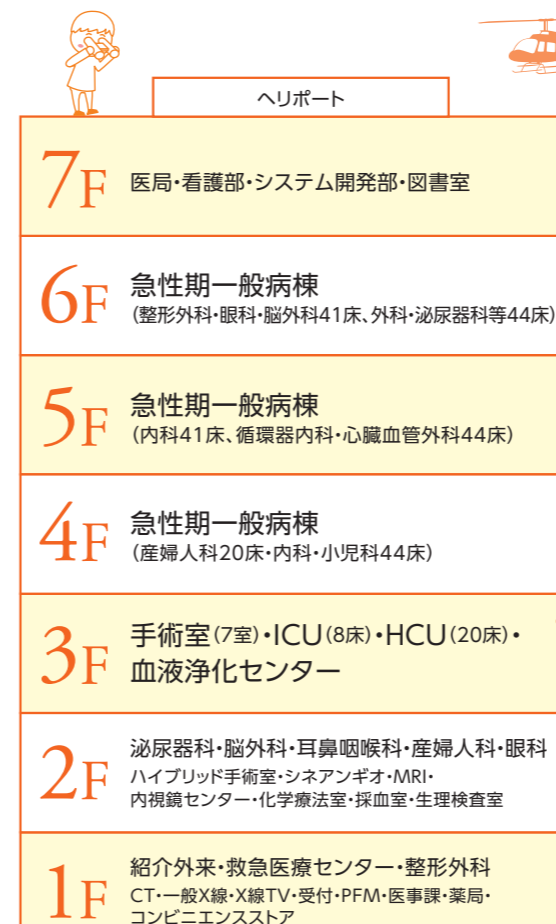 ヘリポート
7F 医局・看護部・システム開発部・図書室
6F 急性期一般病棟
（整形外科・眼科・脳外科41床、外科・泌尿器科等44床）
5F 急性期一般病棟
（内科41床、循環器内科・心臓血管外科44床）
4F 急性期一般病棟
（産婦人科20床・内科・小児科44床）
3F 手術室（7室）・ICU（8床）・HCU（20床）・
血液浄化センター
2F 泌尿器科・脳外科・耳鼻咽喉科・産婦人科・眼科
ハイブリッド手術室・シネアンギオ・MRI・
内視鏡センター・化学療法室・採血室・生理検査室
1F 紹介外来・救急医療センター・整形外科
CT・一般X線・X線TV・受付・PFM・医事課・薬局・
コンビニエンスストア